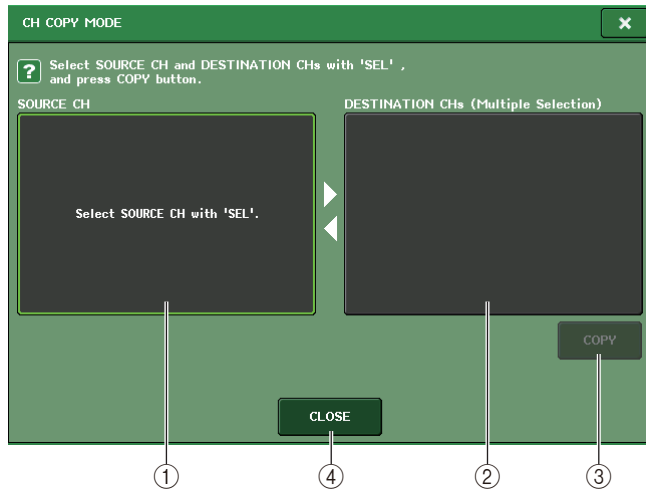 CH COPY MODE
×
? Select SOURCE CH and DESTINATION CHs with 'SEL' ,
and press COPY button.
SOURCE CH
DESTINATION CHs (Multiple Selection)
Select SOURCE CH with 'SEL'.
COPY
CLOSE
① ④ ② ③